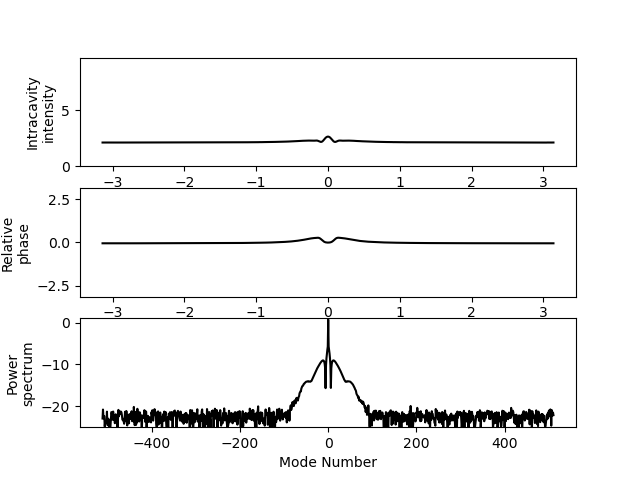 Intracavity
intensity
5
0
−3 −2 −1 0 1 2 3
Relative
phase
2.5
0.0
−2.5
−3 −2 −1 0 1 2 3
Power
spectrum
0
−10
−20
−400 −200 0 200 400
Mode Number